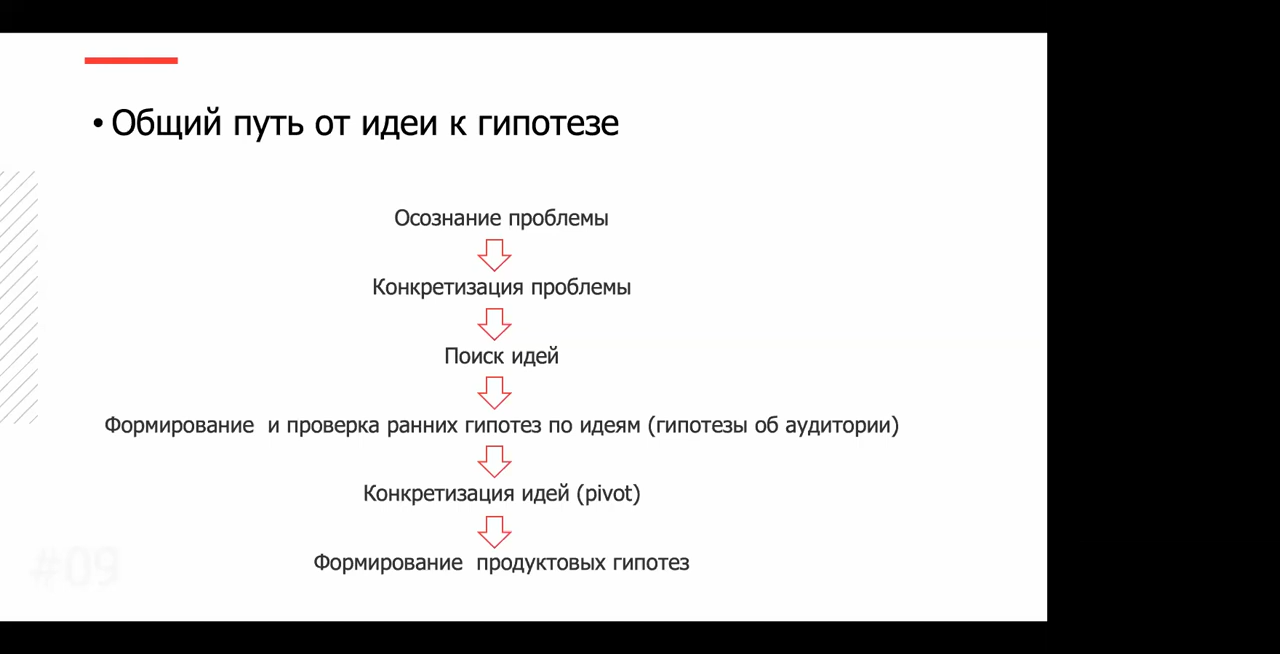 • Общий путь от идеи к гипотезе
Осознание проблемы
Конкретизация проблемы
Поиск идей
Формирование  и проверка ранних гипотез по идеям (гипотезы об аудитории)
Конкретизация идей (pivot)
Формирование  продуктовых гипотез
#09